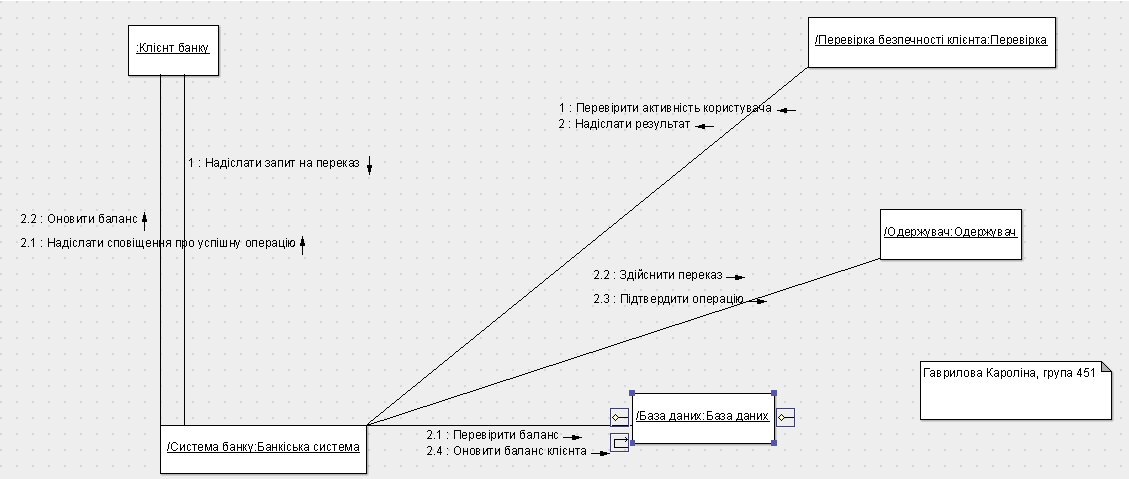 :Клієнт банку
/Перевірка безпечності клієнта:Перевірка
1 : Перевірити активність користувача
2 : Надіслати результат
1 : Надіслати запит на переказ
2.2 : Оновити баланс
2.1 : Надіслати сповіщення про успішну операцію
/Одержувач:Одержувач
2.2 : Здійснити переказ
2.3 : Підтвердити операцію
Гаврилова Кароліна, група 451
/База даних:База даних
2.1 : Перевірити баланс
2.4 : Оновити баланс клієнта
/Система банку:Банкіська система